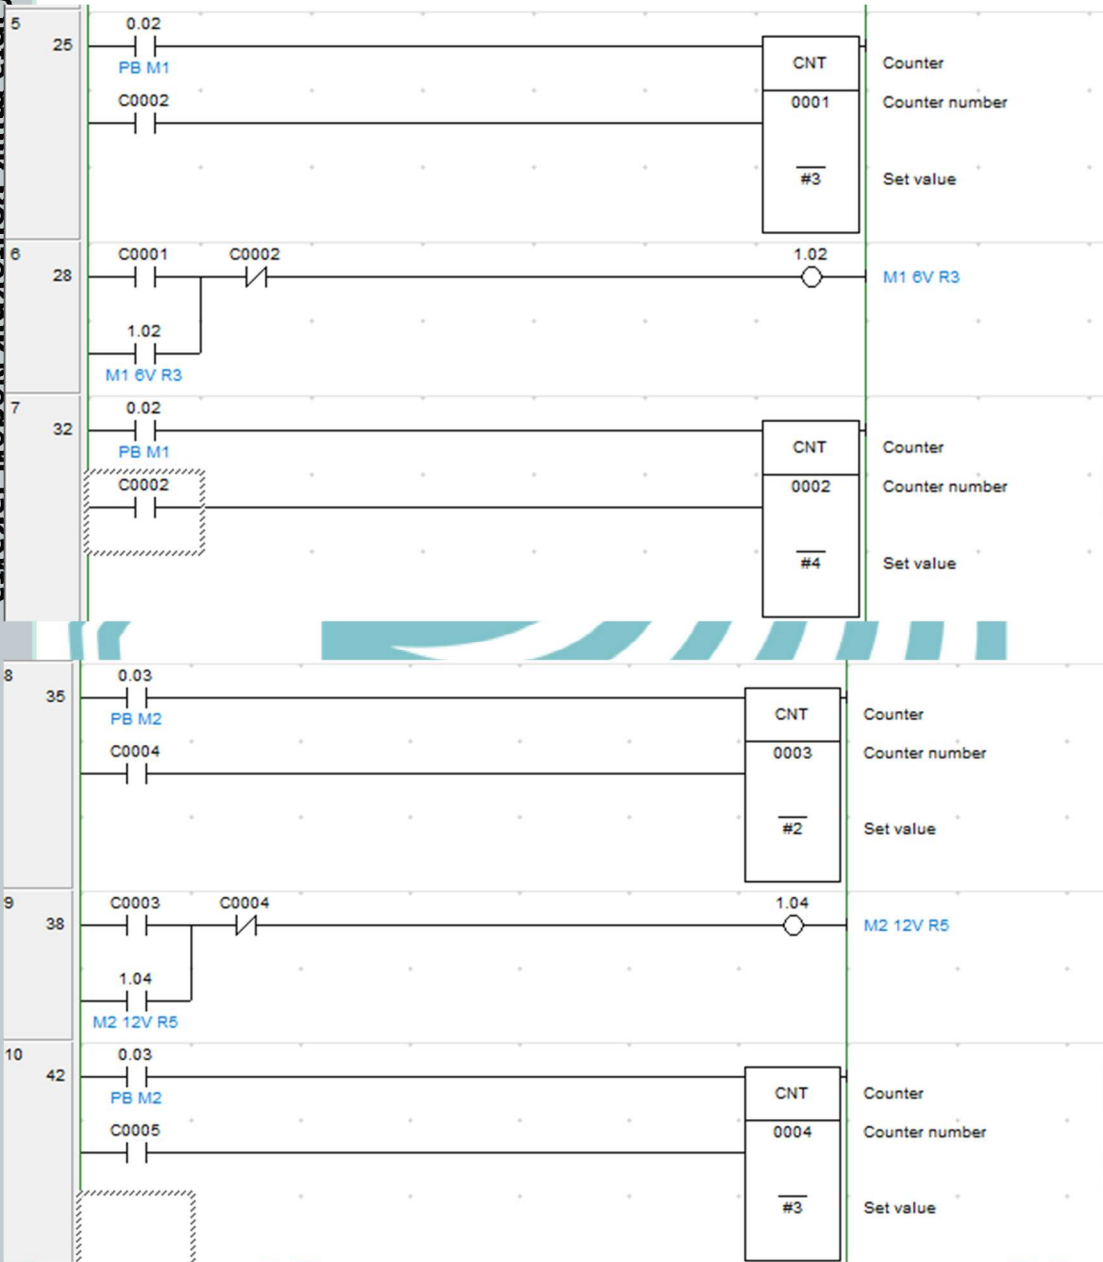 5
0.02
25
PB M1
CNT Counter
C0002
0001 Counter number
#3 Set value
6
C0001 C0002 1.02
28
M1 6V R3
1.02
M1 6V R3
7
0.02
32
PB M1
CNT Counter
C0002
0002 Counter number
#4 Set value
8
0.03
35
PB M2
CNT Counter
C0004
0003 Counter number
#2 Set value
9
C0003 C0004 1.04
38
M2 12V R5
1.04
M2 12V R5
10
0.03
42
PB M2
CNT Counter
C0005
0004 Counter number
#3 Set value